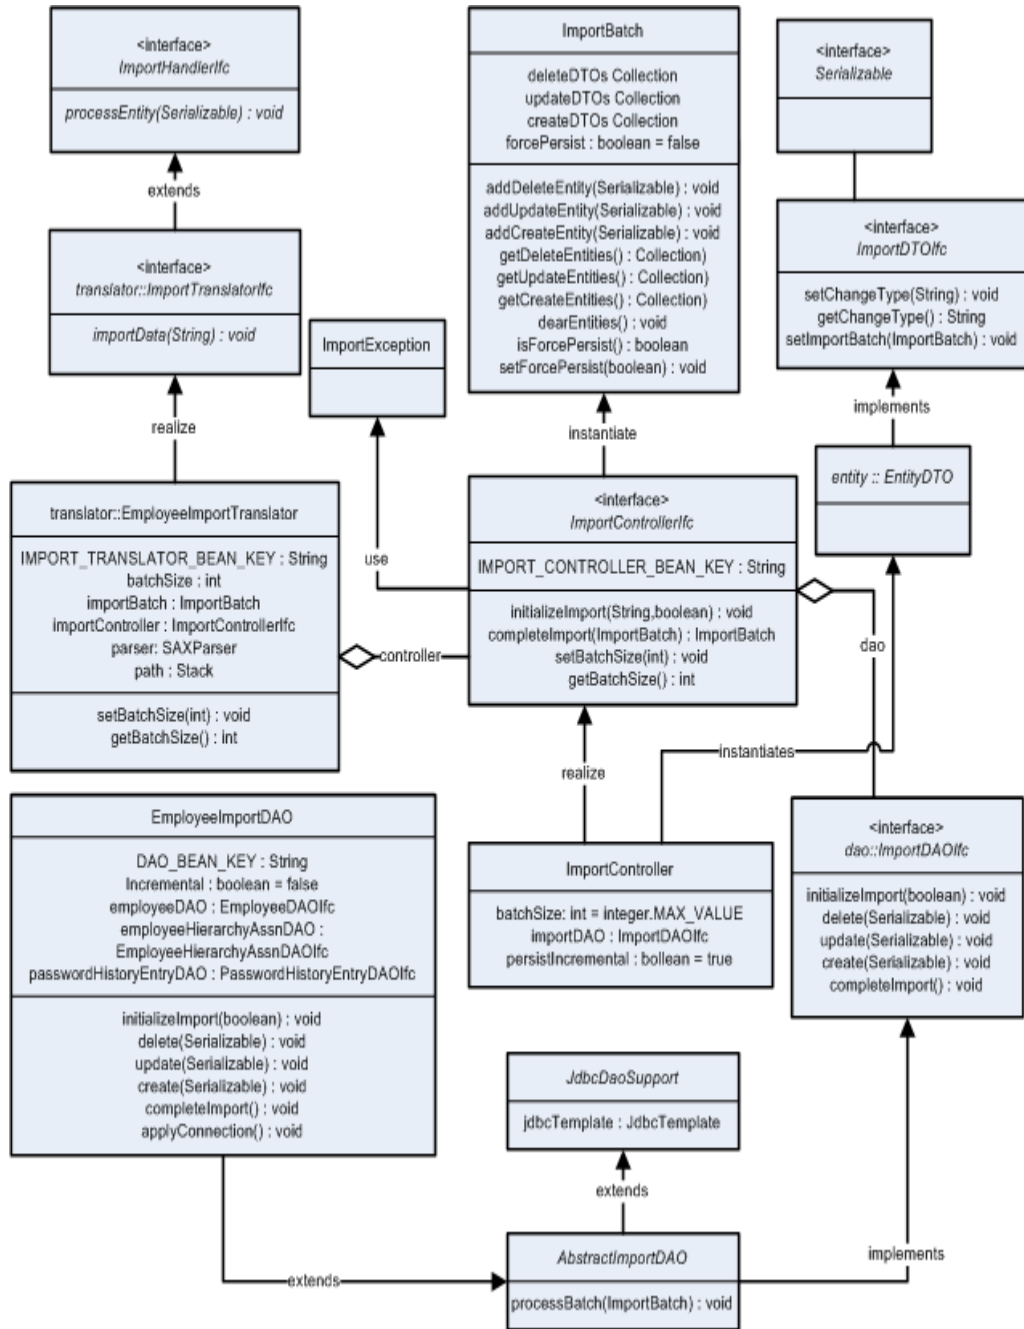 <interface>
ImportHandlerIfc
processEntity(Serializable) : void
extends
<interface>
translator::ImportTranslatorIfc
importData(String) : void
realize
ImportException
ImportBatch
deleteDTOs Collection
updateDTOs Collection
createDTOs Collection
forcePersist : boolean = false
addDeleteEntity(Serializable) : void
addUpdateEntity(Serializable) : void
addCreateEntity(Serializable) : void
getDeleteEntities() : Collection)
getUpdateEntities() : Collection)
getCreateEntities() : Collection)
dearEntities() : void
isForcePersist() : boolean
setForcePersist(boolean) : void
instantiate
<interface>
Serializable
<interface>
ImportDTOIfc
setChangeType(String) : void
getChangeType() : String
setImportBatch(ImportBatch) : void
implements
entity :: EntityDTO
translator::EmployeeImportTranslator
IMPORT_TRANSLATOR_BEAN_KEY : String
batchSize : int
importBatch : ImportBatch
importController : ImportControllerIfc
parser: SAXParser
path : Stack
setBatchSize(int) : void
getBatchSize() : int
use
controller
<interface>
ImportControllerIfc
IMPORT_CONTROLLER_BEAN_KEY : String
initializeImport(String,boolean) : void
completeImport(ImportBatch) : ImportBatch
setBatchSize(int) : void
getBatchSize() : int
dao
realize
instantiates
EmployeeImportDAO
DAO_BEAN_KEY : String
Incremental : boolean = false
employeeDAO : EmployeeDAOIfc
employeeHierarchyAssnDAO :
EmployeeHierarchyAssnDAOIfc
passwordHistoryEntryDAO : PasswordHistoryEntryDAOIfc
initializeImport(boolean) : void
delete(Serializable) : void
update(Serializable) : void
create(Serializable) : void
completeImport() : void
applyConnection() : void
ImportController
batchSize: int = integer.MAX_VALUE
importDAO : ImportDAOIfc
persistIncremental : bollean = true
<interface>
dao::ImportDAOIfc
initializeImport(boolean) : void
delete(Serializable) : void
update(Serializable) : void
create(Serializable) : void
completeImport() : void
JdbcDaoSupport
jdbcTemplate : JdbcTemplate
extends
implements
extends
AbstractImportDAO
processBatch(ImportBatch) : void